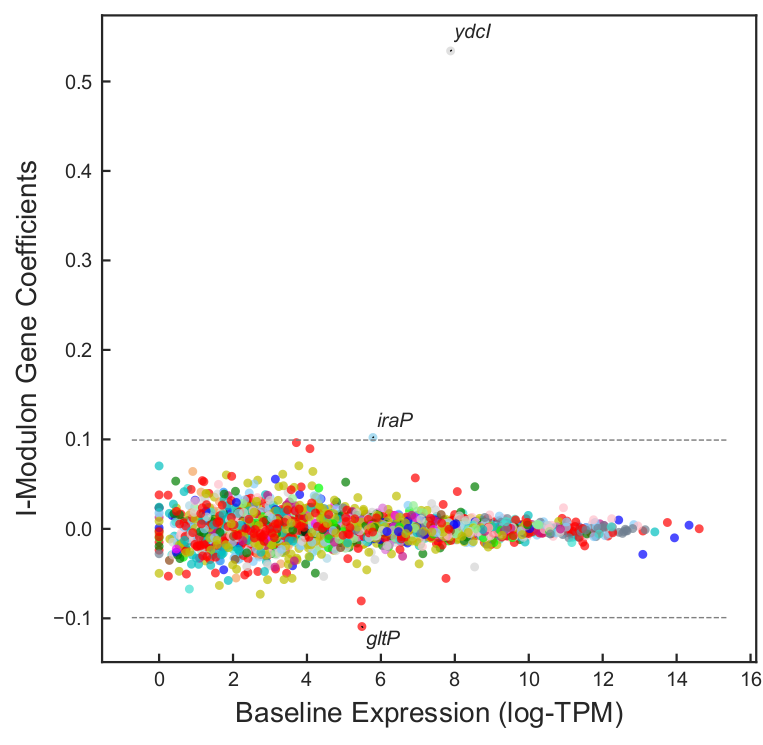 ydcI
0.5
0.4
0.3
0.2
0.1
0.0
−0.1
I-Modulon Gene Coefficients
iraP
gltP
0 2 4 6 8 10 12 14 16
Baseline Expression (log-TPM)